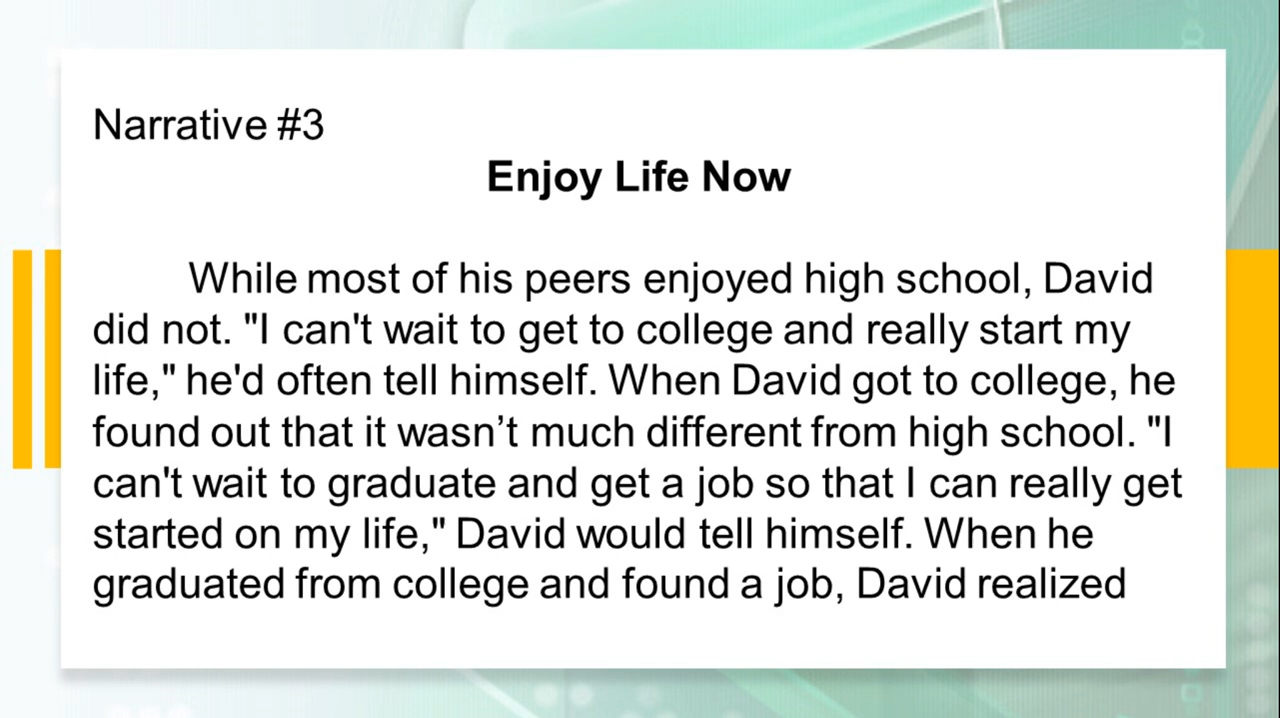 Narrative #3
Enjoy Life Now
While most of his peers enjoyed high school, David
did not. "I can't wait to get to college and really start my
life," he'd often tell himself. When David got to college, he
found out that it wasn’t much different from high school. "I
can't wait to graduate and get a job so that I can really get
started on my life," David would tell himself. When he
graduated from college and found a job, David realized